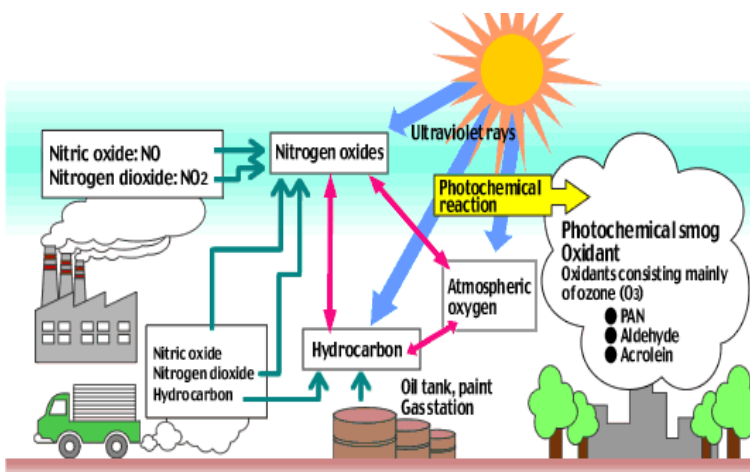 Ultraviolet rays
Nitric oxide: NO
Nitrogen dioxide: NO2
Nitrogen oxides
Photochemical
reaction
Photochemical smog
Oxidant
Oxidants consisting mainly
of ozone (O3)
● PAN
● Aldehyde
● Acrolein
Atmospheric
oxygen
Hydrocarbon
Nitric oxide
Nitrogen dioxide
Hydrocarbon
Oil tank, paint
Gas station